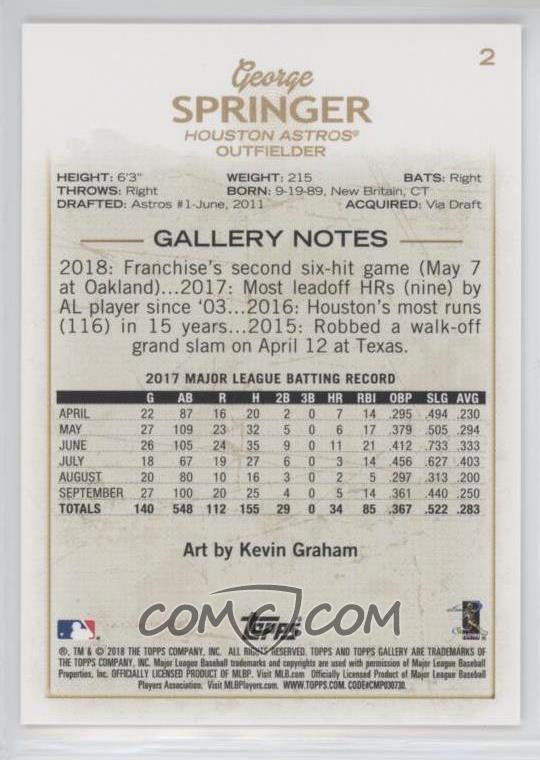 2
George
SPRINGER
HOUSTON ASTROS®
OUTFIELDER
HEIGHT: 6'3" WEIGHT: 215 BATS: Right
THROWS: Right BORN: 9-19-89, New Britain, CT
DRAFTED: Astros #1-June, 2011 ACQUIRED: Via Draft
GALLERY NOTES
2018: Franchise's second six-hit game (May 7
at Oakland)...2017: Most leadoff HRs (nine) by
AL player since '03...2016: Houston's most runs
(116) in 15 years...2015: Robbed a walk-off
grand slam on April 12 at Texas.
2017 MAJOR LEAGUE BATTING RECORD
G AB R H 2B 3B HR RBI OBP SLG AVG
APRIL 22 87 16 20 2 0 7 14 .295 .494 .230
MAY 27 109 23 32 5 0 6 17 .379 .505 .294
JUNE 26 105 24 35 9 0 11 21 .412 .733 .333
JULY 18 67 19 27 6 0 3 14 .456 .627 .403
AUGUST 20 80 10 16 3 0 2 5 .297 .313 .200
SEPTEMBER 27 100 20 25 4 0 5 14 .361 .440 .250
TOTALS 140 548 112 155 29 0 34 85 .367 .522 .283
Art by Kevin Graham
COMC.COM
TOPPS
®, TM & © 2018 THE TOPPS COMPANY, INC. ALL RIGHTS RESERVED. TOPPS AND TOPPS GALLERY ARE TRADEMARKS OF
THE TOPPS COMPANY, INC. Major League Baseball trademarks and copyrights are used with permission of Major League Baseball
Properties, Inc. OFFICIALLY LICENSED PRODUCT OF MLBP. Visit MLB.com Officially Licensed Product of Major League Baseball
Players Association. Visit MLBPlayers.com. WWW.TOPPS.COM. CODE#CMP030730.